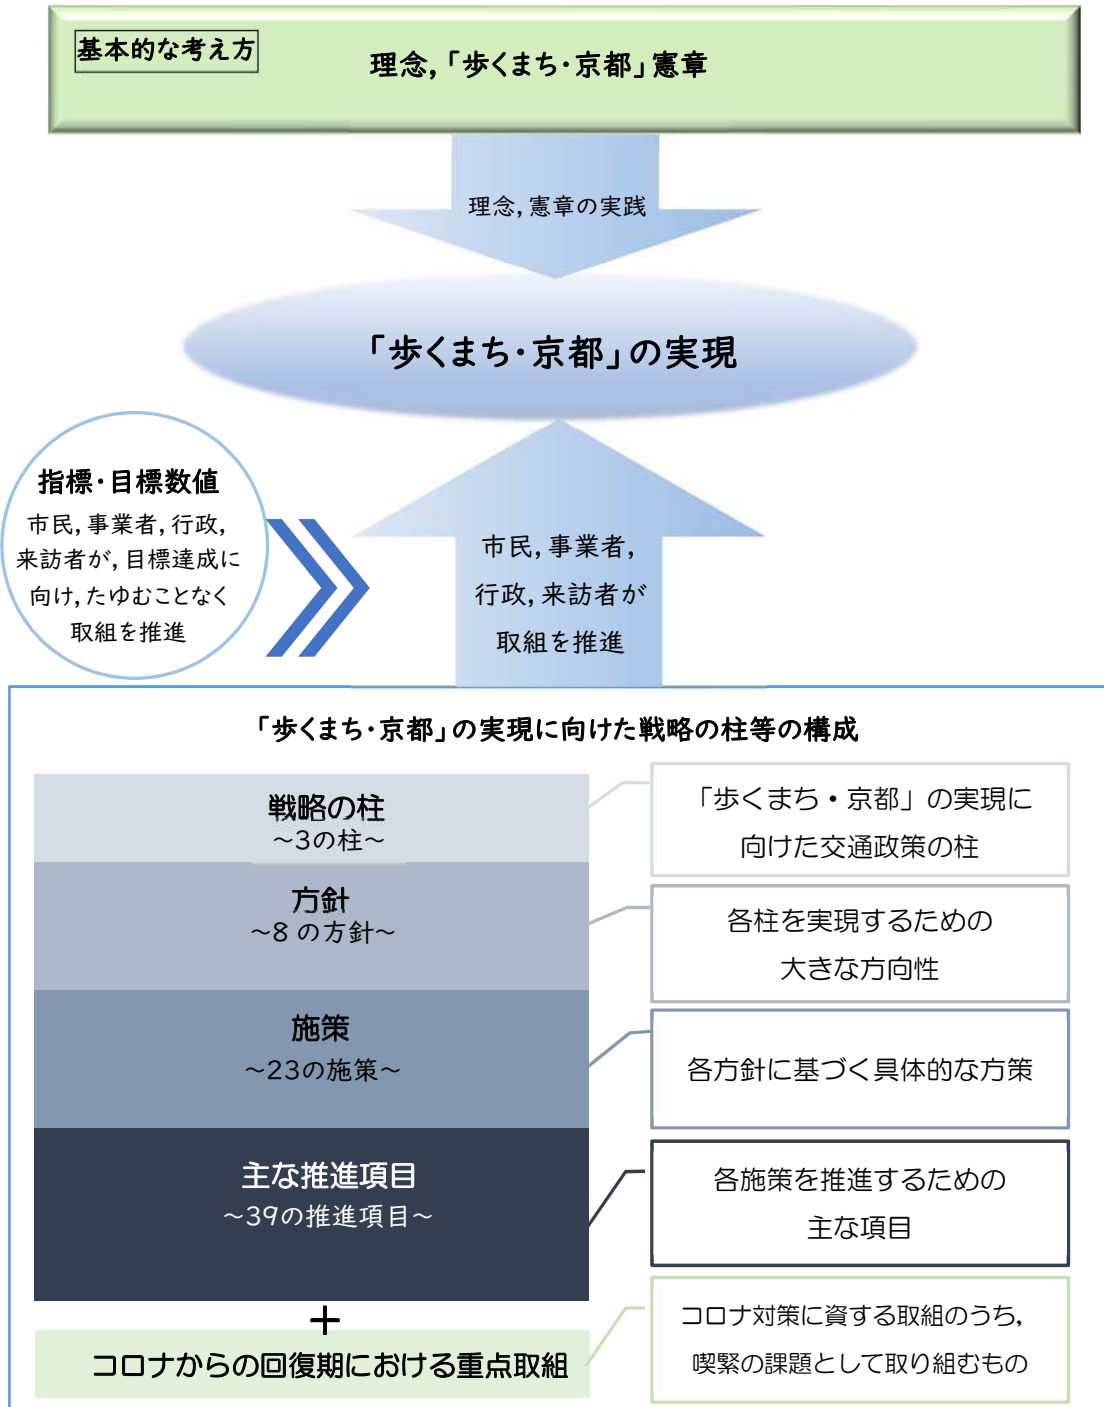 基本的な考え方
理念，「歩くまち・京都」憲章
理念，憲章の実践
「歩くまち・京都」の実現
指標・目標数値
市民，事業者，行政，
来訪者が，目標達成に
向け，たゆむことなく
取組を推進
市民，事業者，
行政，来訪者が
取組を推進
「歩くまち・京都」の実現に向けた戦略の柱等の構成
戦略の柱
～3の柱～
「歩くまち・京都」の実現に
向けた交通政策の柱
方針
～8の方針～
各柱を実現するための
大きな方向性
施策
～23の施策～
各方針に基づく具体的な方策
主な推進項目
～39の推進項目～
各施策を推進するための
主な項目
＋
コロナからの回復期における重点取組
コロナ対策に資する取組のうち，
喫緊の課題として取り組むもの